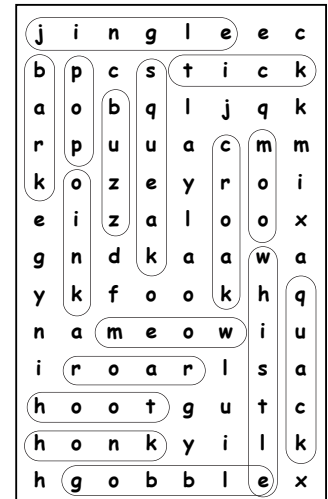 j i n g l e e c
b p c s t i c k
a o b q l j q k
r p u u a c m m
k o z e y r o i
e i z a l o o x
g n d k a a w a
y k f o o k h q
n a m e o w i u
i r o a r l s a
h o o t g u t c
h o n k y i l k
h g o b b l e x